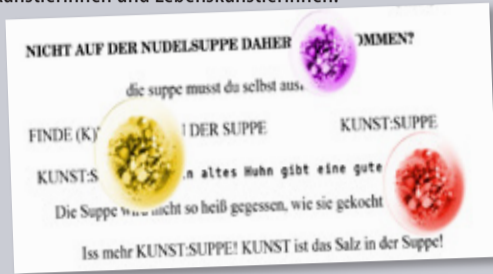 und Lebenskünstlerinnen.
NICHT AUF DER NUDELSUPPE DAHER OMMEN?
die suppe musst du selbst aus
FINDE (K) DER SUPPE KUNST:SUPPE
KUNST:S n altes Huhn gibt eine gute
Die Suppe nicht so heiß gegessen, wie sie gekocht
Iss mehr KUNST:SUPPE! KUNST ist das Salz in der Suppe!